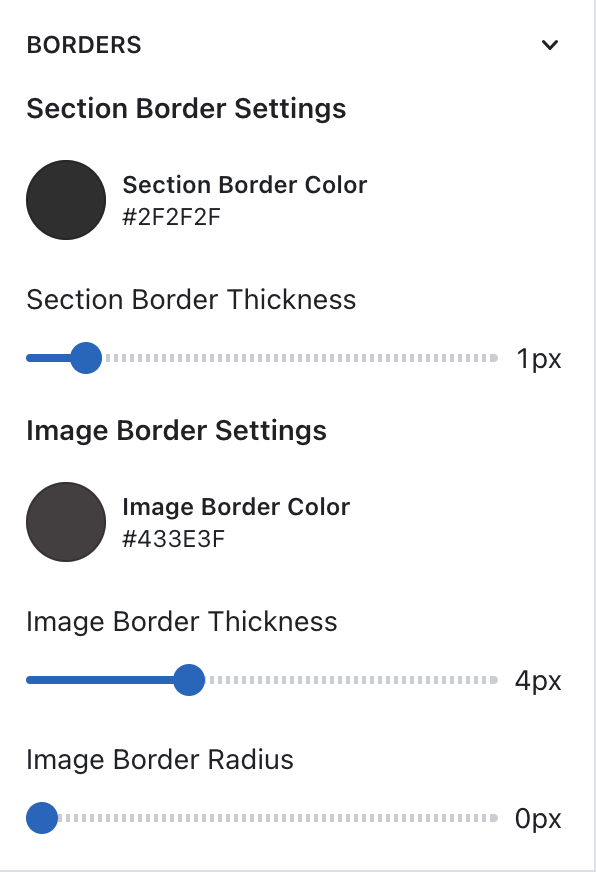 BORDERS
Section Border Settings
Section Border Color
#2F2F2F
Section Border Thickness
1px
Image Border Settings
Image Border Color
#433E3F
Image Border Thickness
4px
Image Border Radius
0px